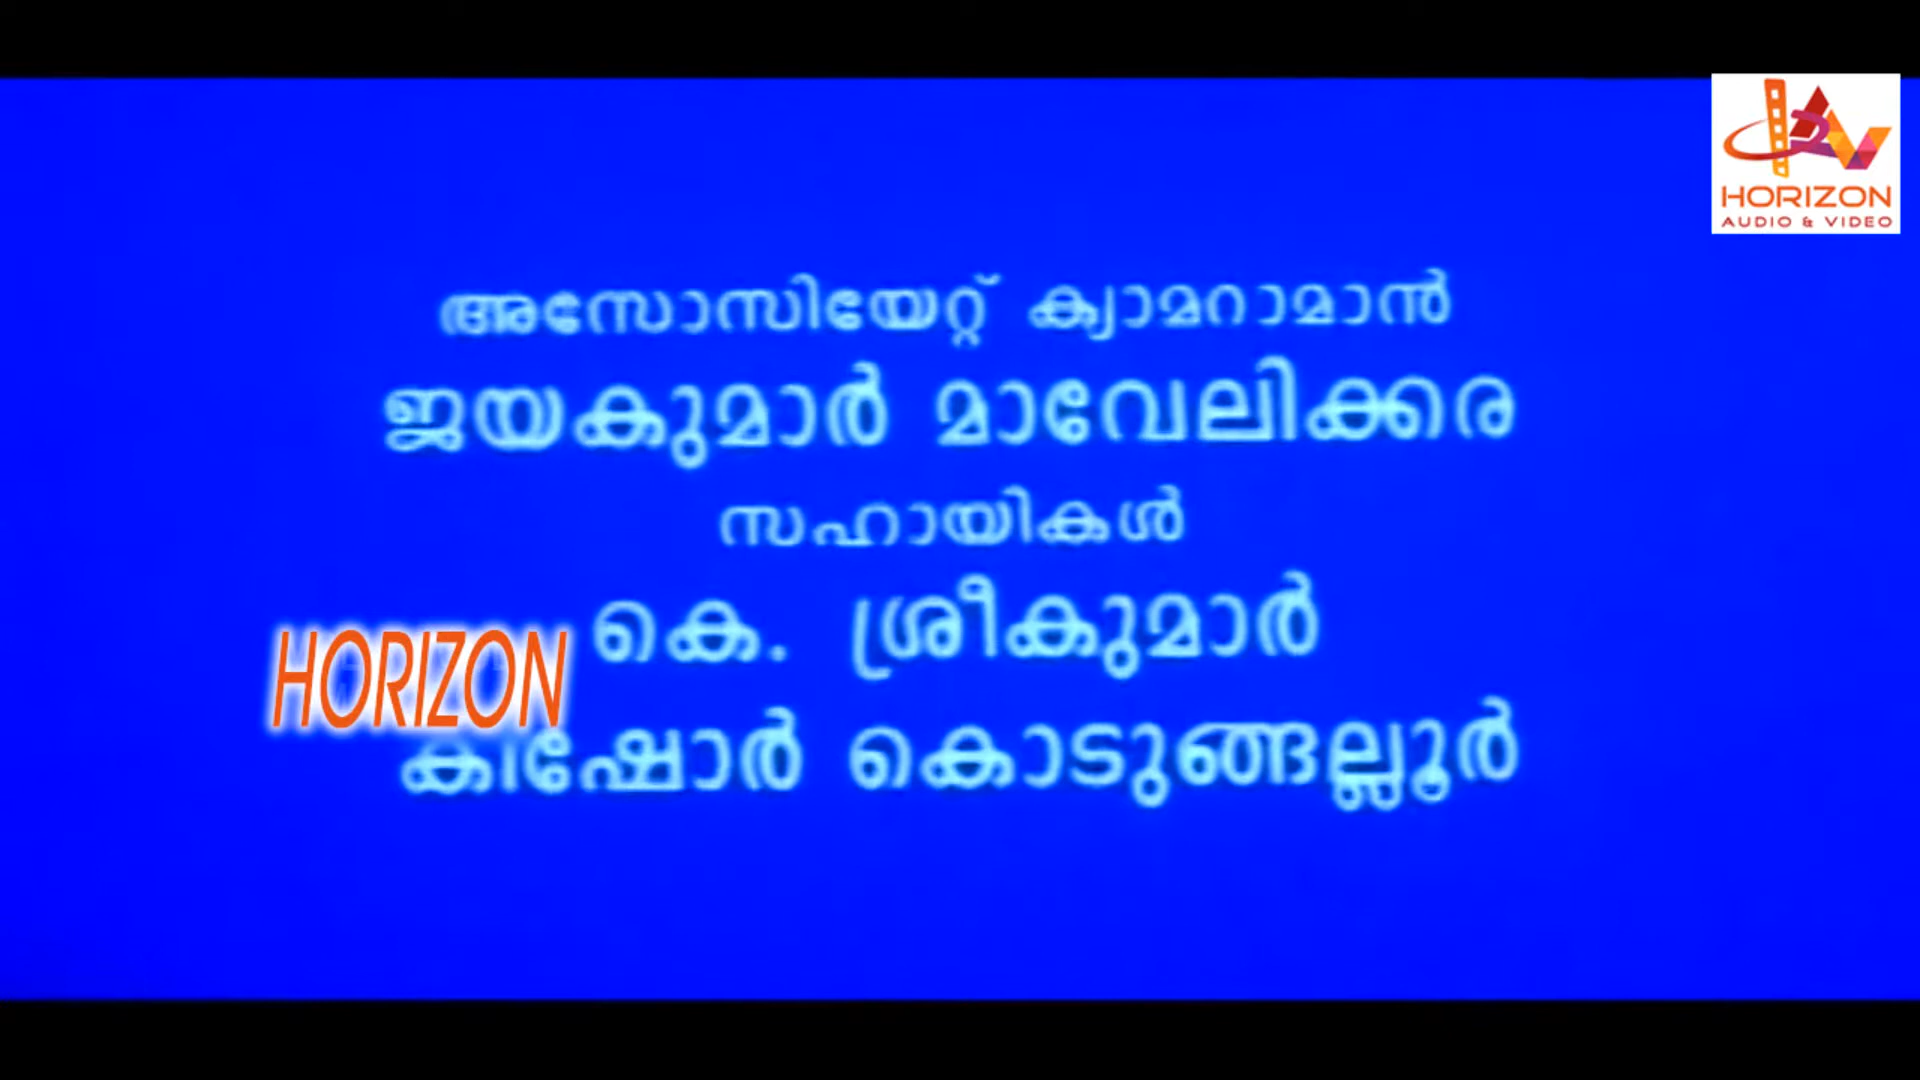 HORIZON
AUDIO & VIDEO
അസോസിയേറ്റ് ക്യാമറാമാൻ
ജയകുമാർ മാവേലിക്കര
സഹായികൾ
കെ. ശ്രീകുമാർ
HORIZON
കിഷോർ കൊടുങ്ങല്ലൂർ